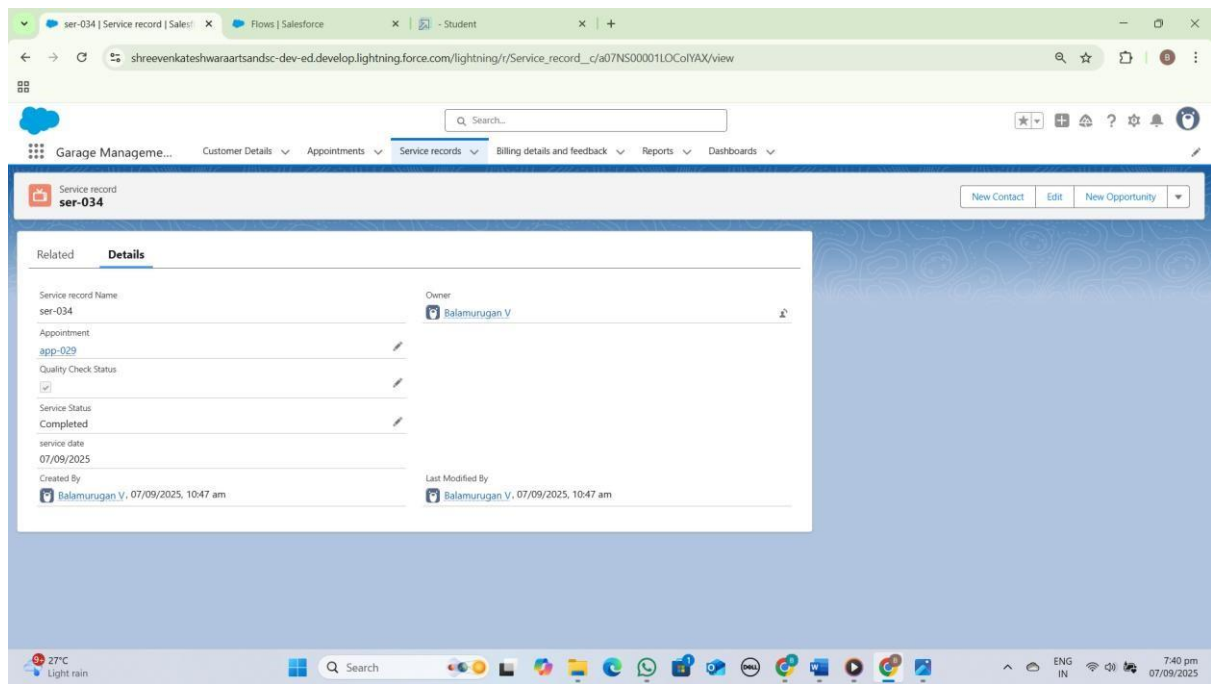 ser-034 | Service record | Sales
Flows | Salesforce
- Student
shreevenkateshwaraartsandsc-dev-ed.develop.lightning.force.com/lightning/r/Service_record__c/a07NS00001LOColYAX/view
B
Search...
Garage Manageme...
Customer Details
Appointments
Service records
Billing details and feedback
Reports
Dashboards
Service record
ser-034
New Contact
Edit
New Opportunity
Related
Details
Service record Name
ser-034
Owner
Balamurugan V
Appointment
app-029
Quality Check Status
Service Status
Completed
service date
07/09/2025
Created By
Balamurugan V, 07/09/2025, 10:47 am
Last Modified By
Balamurugan V, 07/09/2025, 10:47 am
9+
27°C
Light rain
Search
DELL
ENG
IN
7:40 pm
07/09/2025